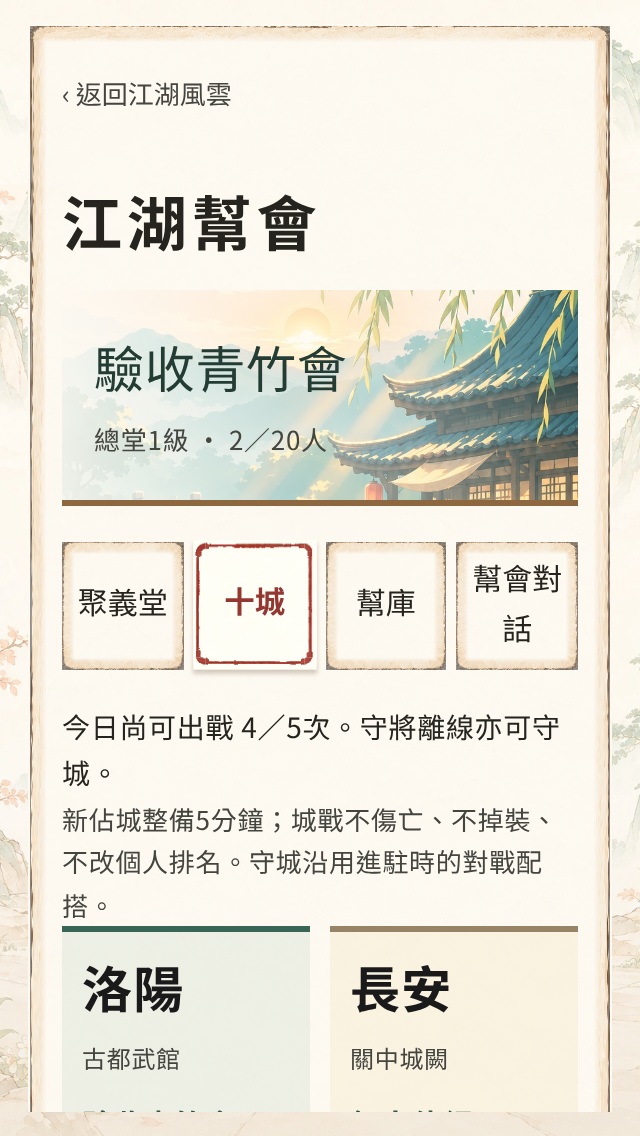 ‹ 返回江湖風雲
江湖幫會
驗收青竹會
總堂1級 · 2／20人
聚義堂
十城
幫庫
幫會對
話
今日尚可出戰 4／5次。守將離線亦可守
城。
新佔城整備5分鐘；城戰不傷亡、不掉裝、
不改個人排名。守城沿用進駐時的對戰配
搭。
洛陽
長安
古都武館
關中城闕